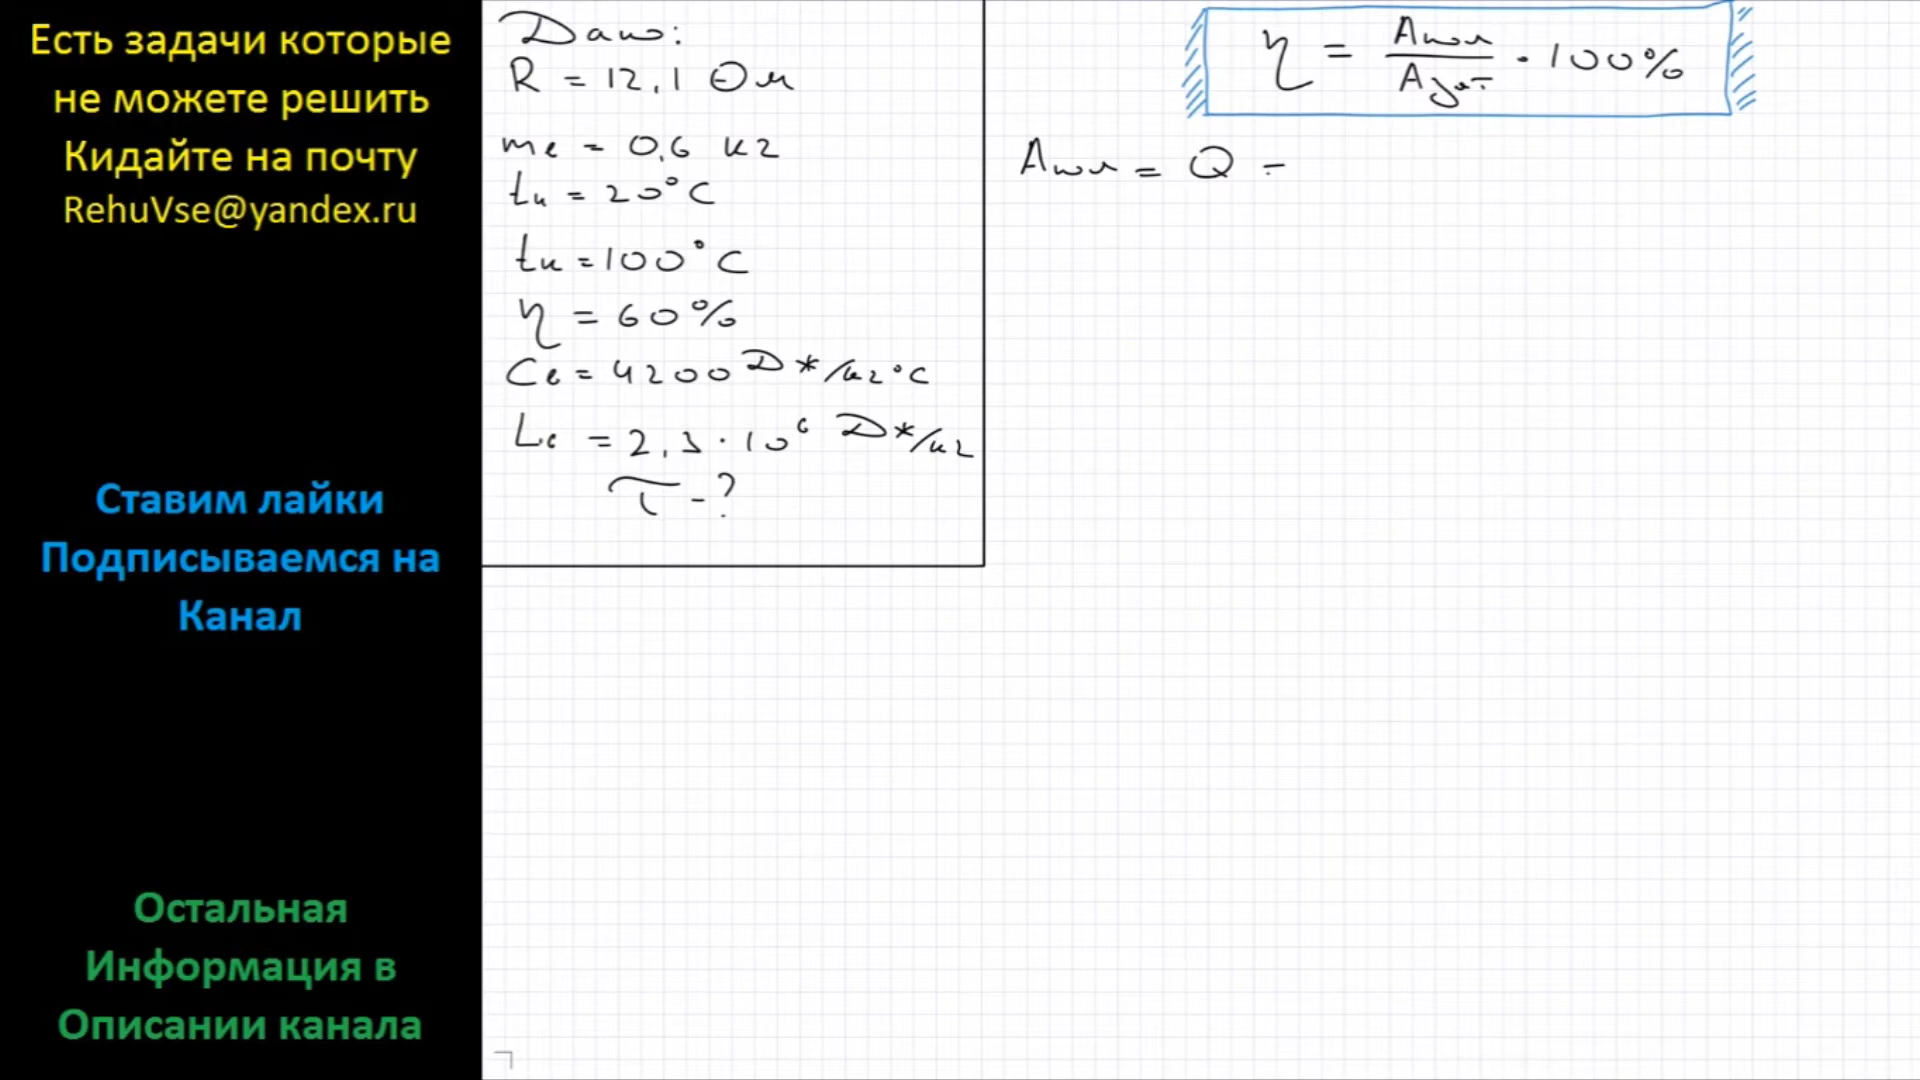 Есть задачи которые
не можете решить
Кидайте на почту
RehuVse@yandex.ru
Ставим лайки
Подписываемся на
Канал
Остальная
Информация в
Описании канала
Дано:
R = 12,1 Ом
mв = 0,6 кг
tн = 20°C
tк = 100°C
η = 60%
Cв = 4200 Дж/кг°C
Lв = 2,3 · 10⁶ Дж/кг
τ - ?
η = Aпол / Aзат · 100%
Aпол = Q =